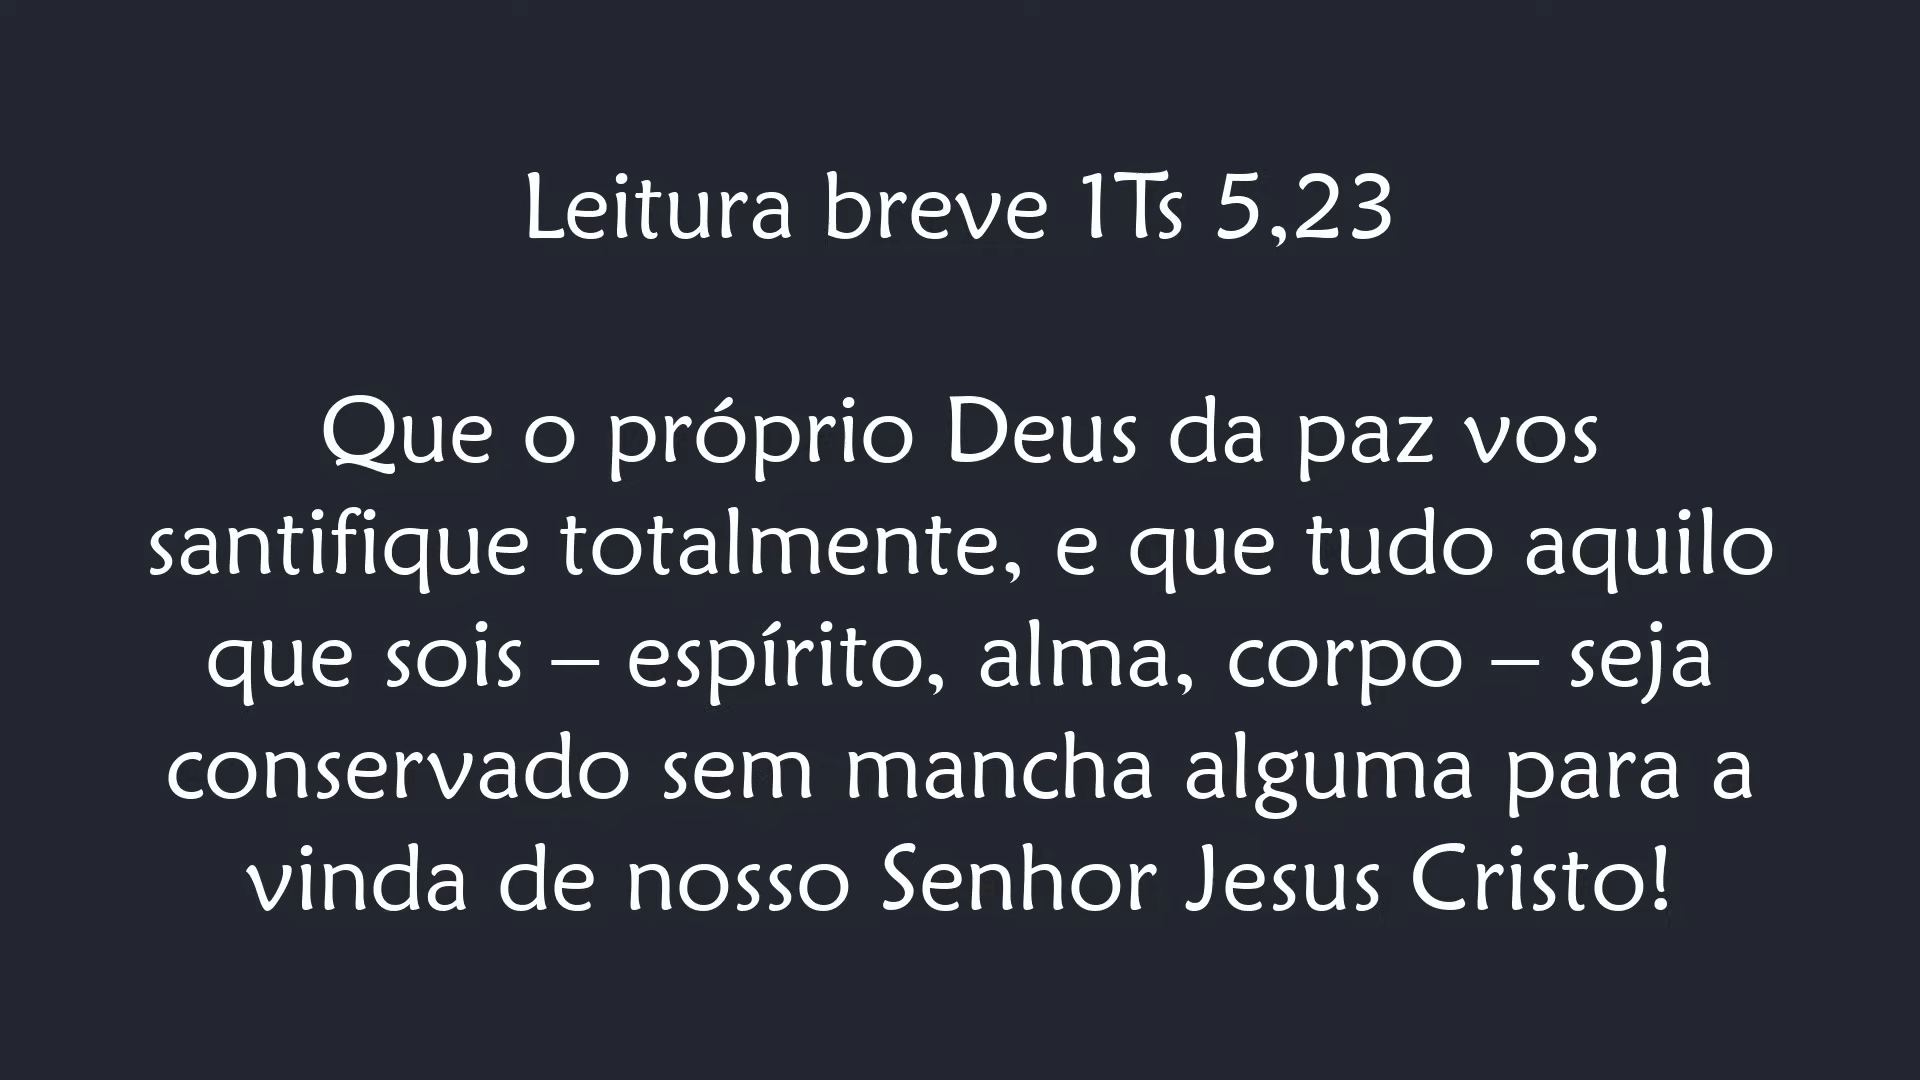 Leitura breve 1Ts 5,23
Que o próprio Deus da paz vos
santifique totalmente, e que tudo aquilo
que sois – espírito, alma, corpo – seja
conservado sem mancha alguma para a
vinda de nosso Senhor Jesus Cristo!